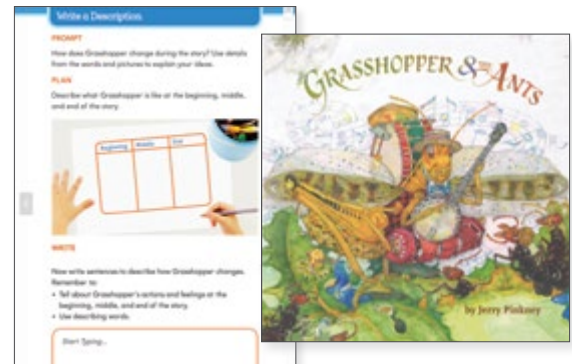 Write a Description
PROMPT
How does Grasshopper change during the story? Use details
from the words and pictures to explain your ideas.
PLAN
Describe what Grasshopper is like at the beginning, middle,
and end of the story.
Beginning Middle End
WRITE
Now write sentences to describe how Grasshopper changes.
Remember to:
• Tell about Grasshopper's actions and feelings at the
beginning, middle, and end of the story.
• Use describing words.
Start Typing...
GRASSHOPPER & THE ANTS
by Jerry Pinkney